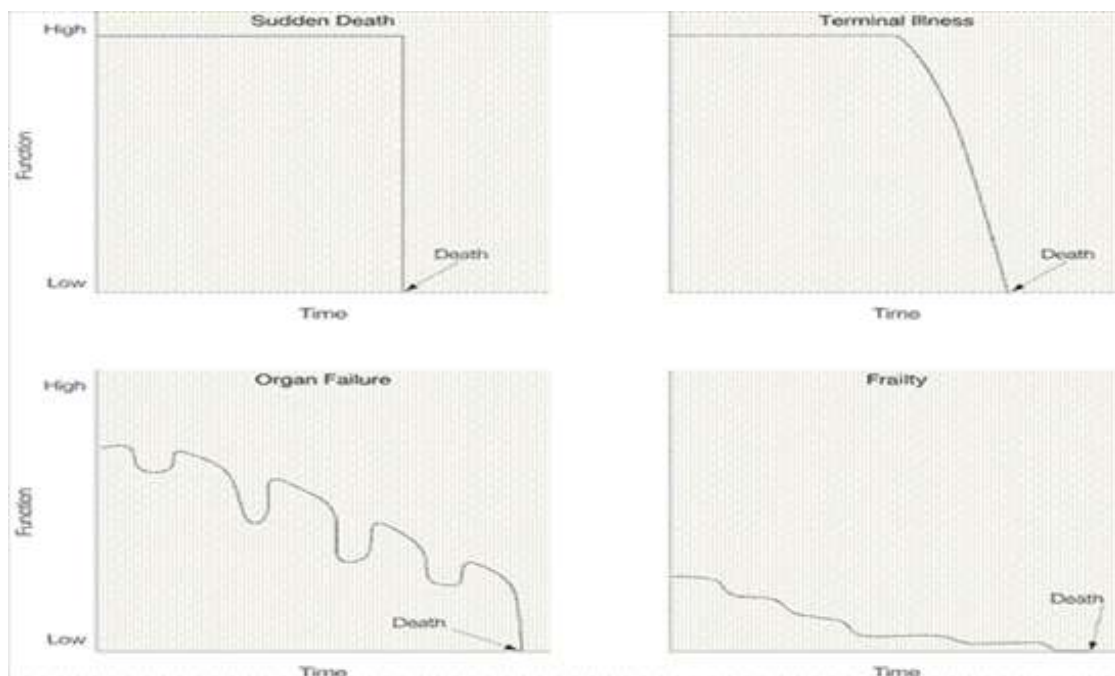 Sudden Death
High
Function
Low
Death
Time
Terminal Illness
Death
Time
Organ Failure
High
Function
Low
Death
Time
Frailty
Death
Time